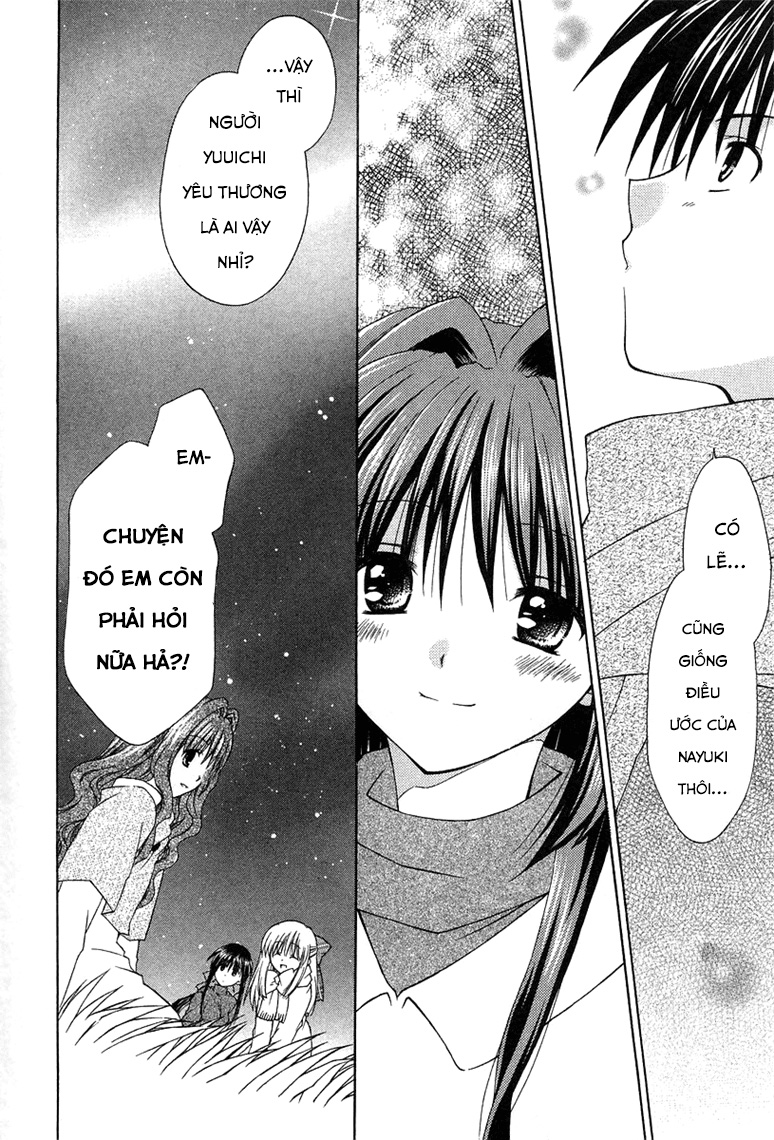 CÓ
LẼ...
CŨNG
GIỐNG
ĐIỀU
ƯỚC CỦA
NAYUKI
THÔI...
...VẬY
THÌ
NGƯỜI
YUUICHI
YÊU THƯƠNG
LÀ AI VẬY
NHỈ?
EM-
CHUYỆN
ĐÓ EM CÒN
PHẢI HỎI
NỮA HẢ?!